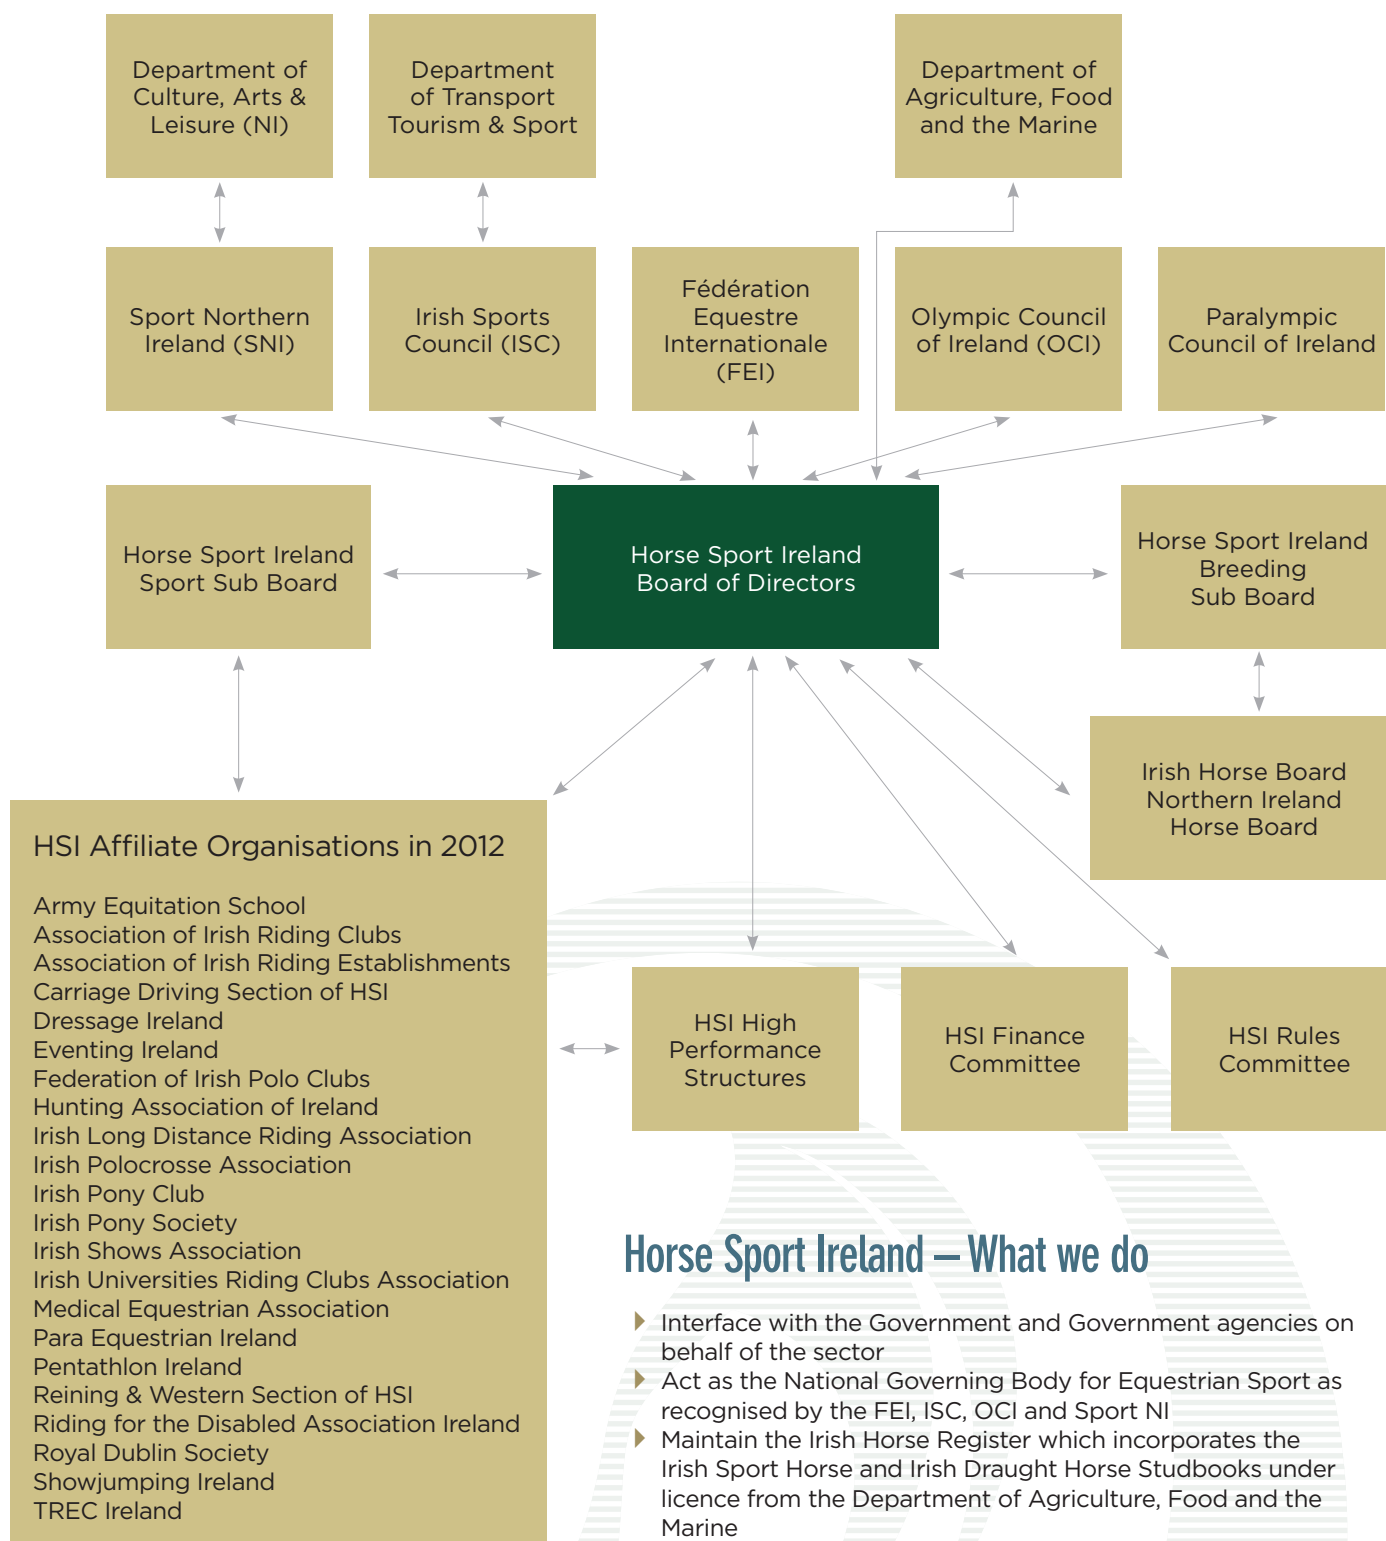 Department of
Culture, Arts &
Leisure (NI)
Department
of Transport
Tourism & Sport
Department of
Agriculture, Food
and the Marine
Sport Northern
Ireland (SNI)
Irish Sports
Council (ISC)
Fédération
Equestre
Internationale
(FEI)
Olympic Council
of Ireland (OCI)
Paralympic
Council of Ireland
Horse Sport Ireland
Sport Sub Board
Horse Sport Ireland
Board of Directors
Horse Sport Ireland
Breeding
Sub Board
Irish Horse Board
Northern Ireland
Horse Board
HSI Affiliate Organisations in 2012
Army Equitation School
Association of Irish Riding Clubs
Association of Irish Riding Establishments
Carriage Driving Section of HSI
Dressage Ireland
Eventing Ireland
Federation of Irish Polo Clubs
Hunting Association of Ireland
Irish Long Distance Riding Association
Irish Polocrosse Association
Irish Pony Club
Irish Pony Society
Irish Shows Association
Irish Universities Riding Clubs Association
Medical Equestrian Association
Para Equestrian Ireland
Pentathlon Ireland
Reining & Western Section of HSI
Riding for the Disabled Association Ireland
Royal Dublin Society
Showjumping Ireland
TREC Ireland
HSI High
Performance
Structures
HSI Finance
Committee
HSI Rules
Committee
Horse Sport Ireland – What we do
Interface with the Government and Government agencies on
behalf of the sector
Act as the National Governing Body for Equestrian Sport as
recognised by the FEI, ISC, OCI and Sport NI
Maintain the Irish Horse Register which incorporates the
Irish Sport Horse and Irish Draught Horse Studbooks under
licence from the Department of Agriculture, Food and the
Marine